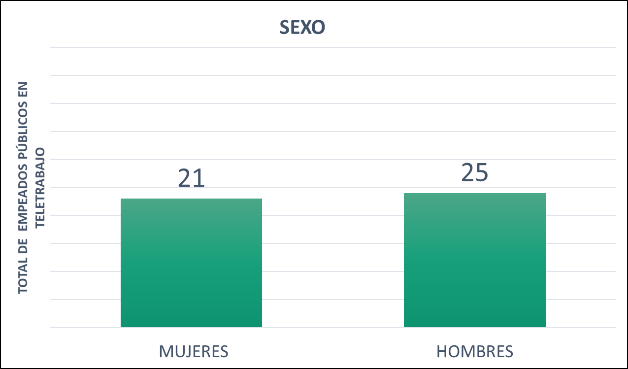 SEXO
TOTAL DE EMPEADOS PÚBLICOS EN
TELETRABAJO
21
25
MUJERES
HOMBRES